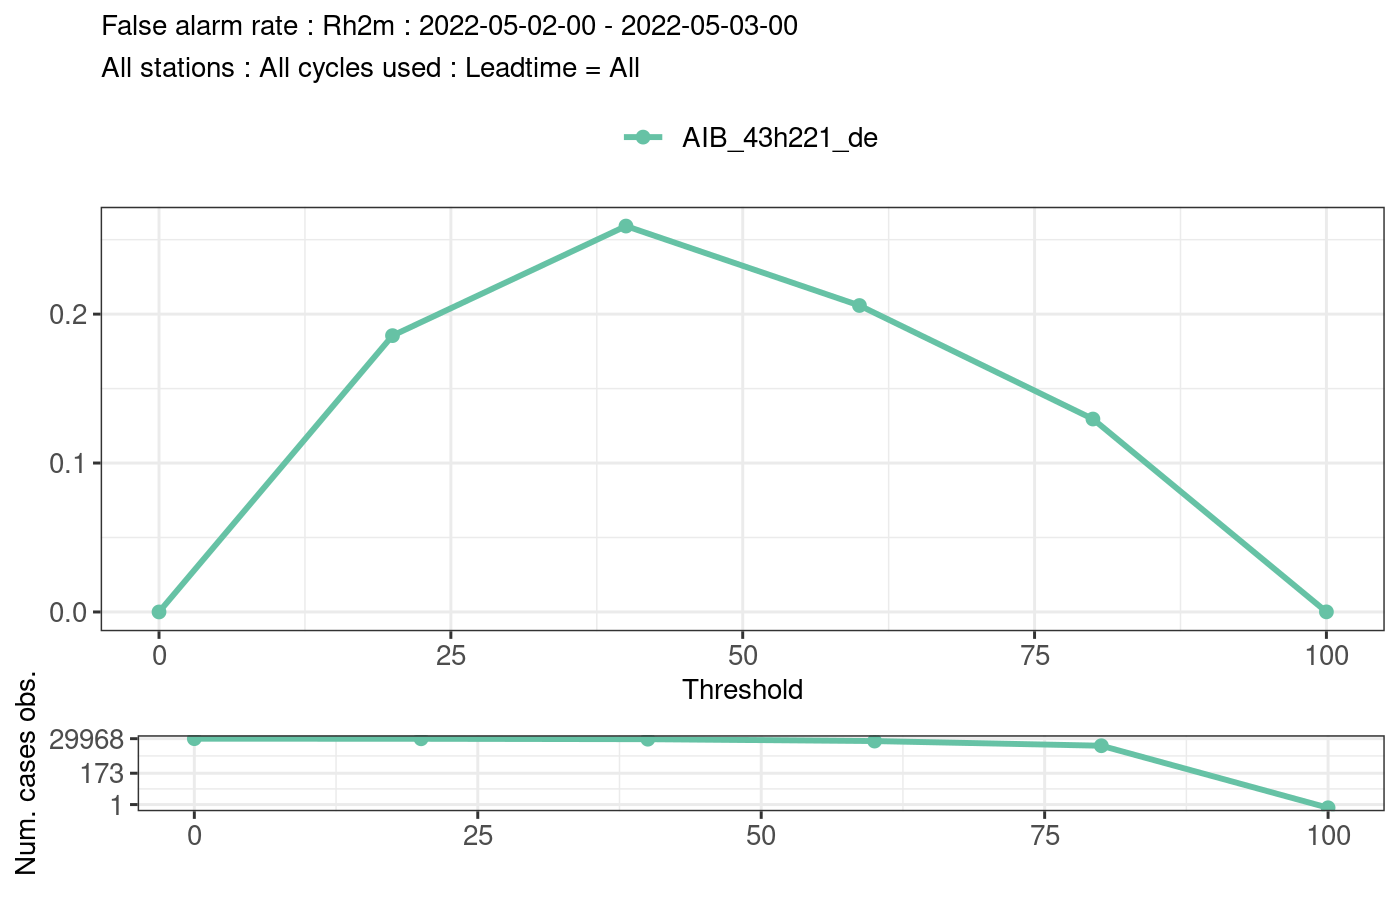 False alarm rate : Rh2m : 2022-05-02-00 - 2022-05-03-00
All stations : All cycles used : Leadtime = All
AIB_43h221_de
0.2
0.1
0.0
0 25 50 75 100
Threshold
Num. cases obs.
29968
173
1
0 25 50 75 100